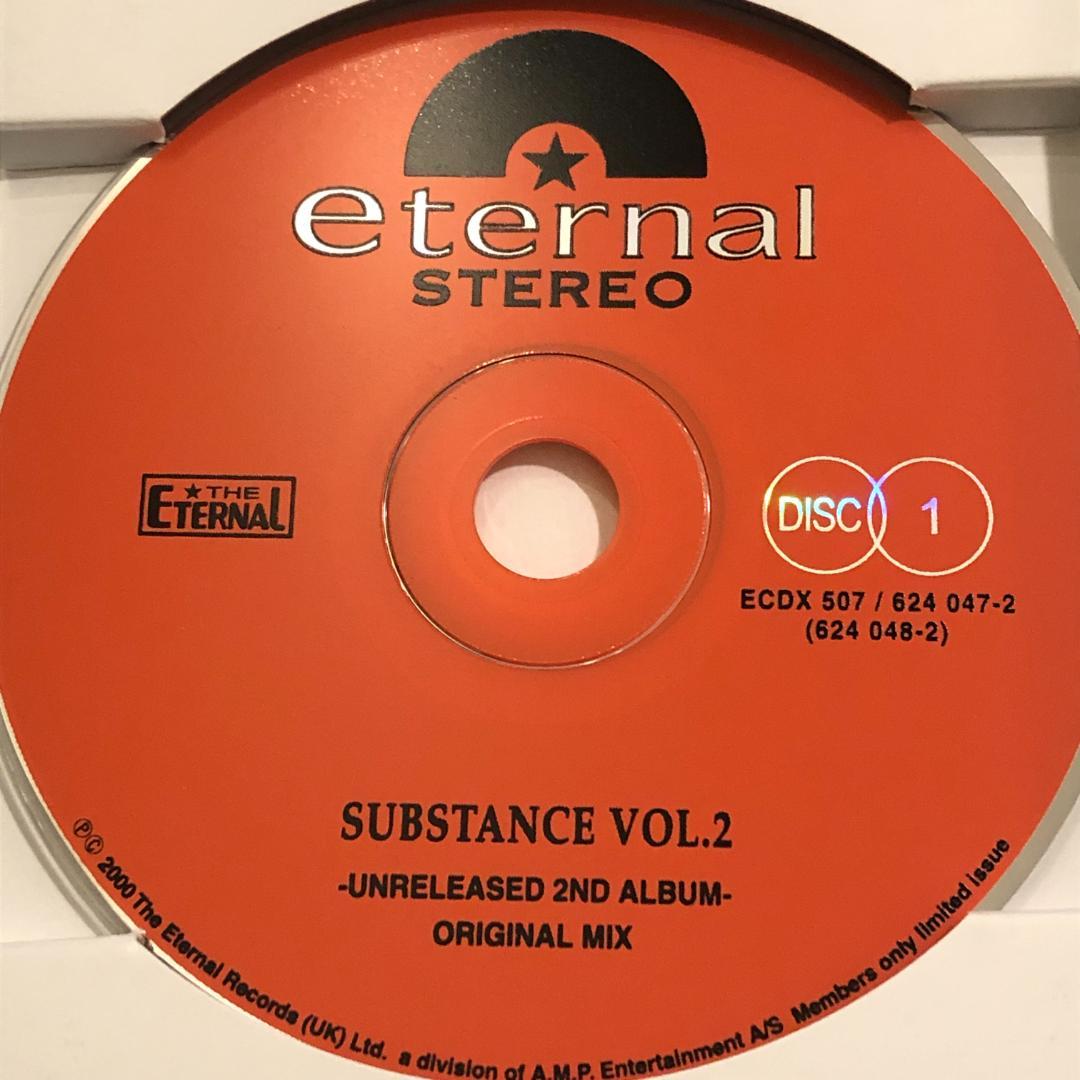 eternal
STEREO
★THE
ETERNAL
DISC 1
ECDX 507 / 624 047-2
(624 048-2)
SUBSTANCE VOL.2
-UNRELEASED 2ND ALBUM-
ORIGINAL MIX
℗© 2000 The Eternal Records (UK) Ltd. a division of A.M.P. Entertainment A/S Members only limited issue